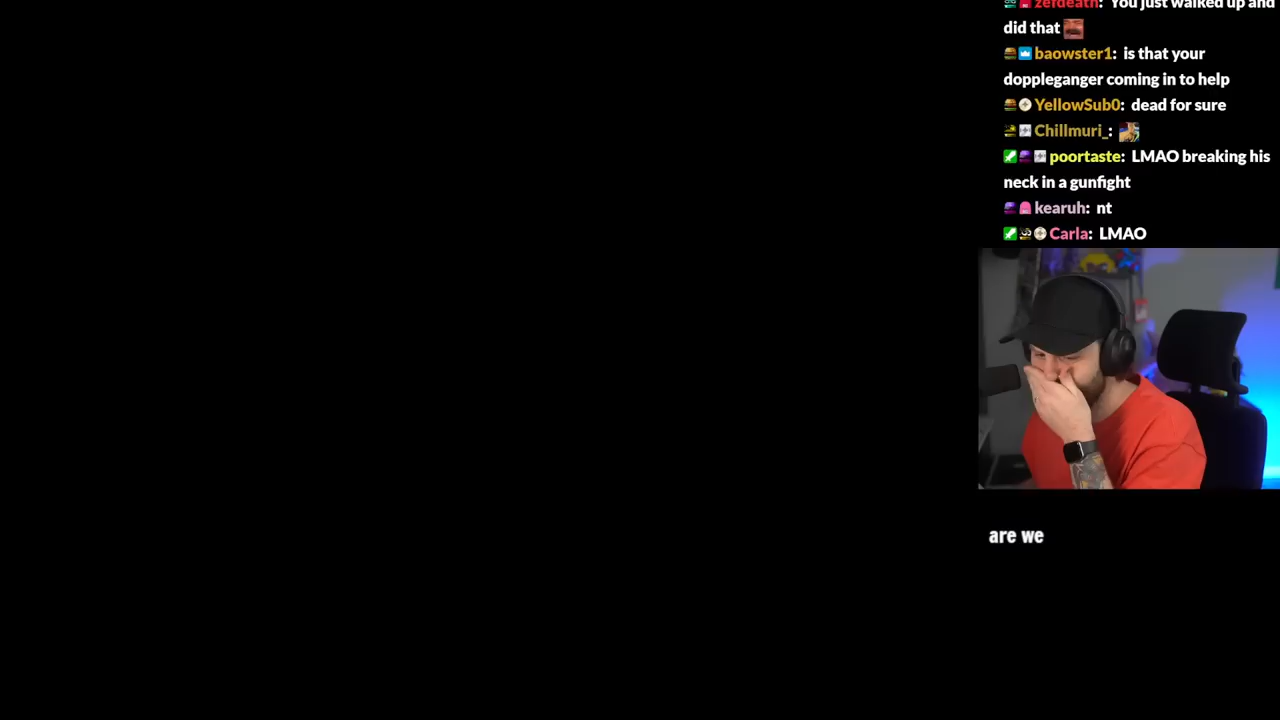 zefdeath: You just walked up and
did that
baowster1: is that your
doppleganger coming in to help
YellowSub0: dead for sure
Chillmuri_:
poortaste: LMAO breaking his
neck in a gunfight
kearuh: nt
Carla: LMAO
are we